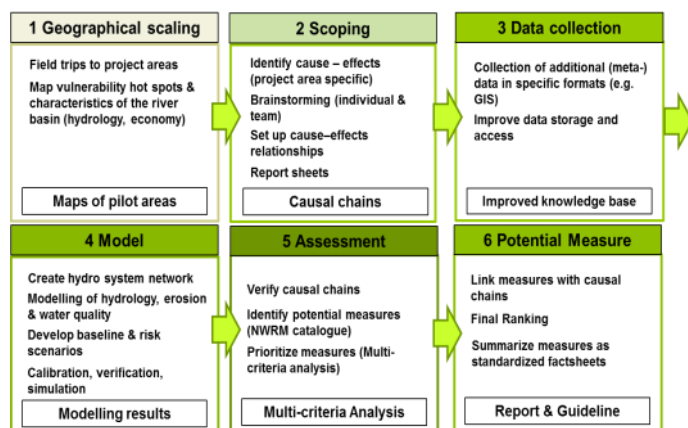 1 Geographical scaling
Field trips to project areas
Map vulnerability hot spots &
characteristics of the river
basin (hydrology, economy)
Maps of pilot areas
2 Scoping
Identify cause – effects
(project area specific)
Brainstorming (individual &
team)
Set up cause–effects
relationships
Report sheets
Causal chains
3 Data collection
Collection of additional (meta-)
data in specific formats (e.g.
GIS)
Improve data storage and
access
Improved knowledge base
4 Model
Create hydro system network
Modelling of hydrology, erosion
& water quality
Develop baseline & risk
scenarios
Calibration, verification,
simulation
Modelling results
5 Assessment
Verify causal chains
Identify potential measures
(NWRM catalogue)
Prioritize measures (Multi-
criteria analysis)
Multi-criteria Analysis
6 Potential Measure
Link measures with causal
chains
Final Ranking
Summarize measures as
standardized factsheets
Report & Guideline